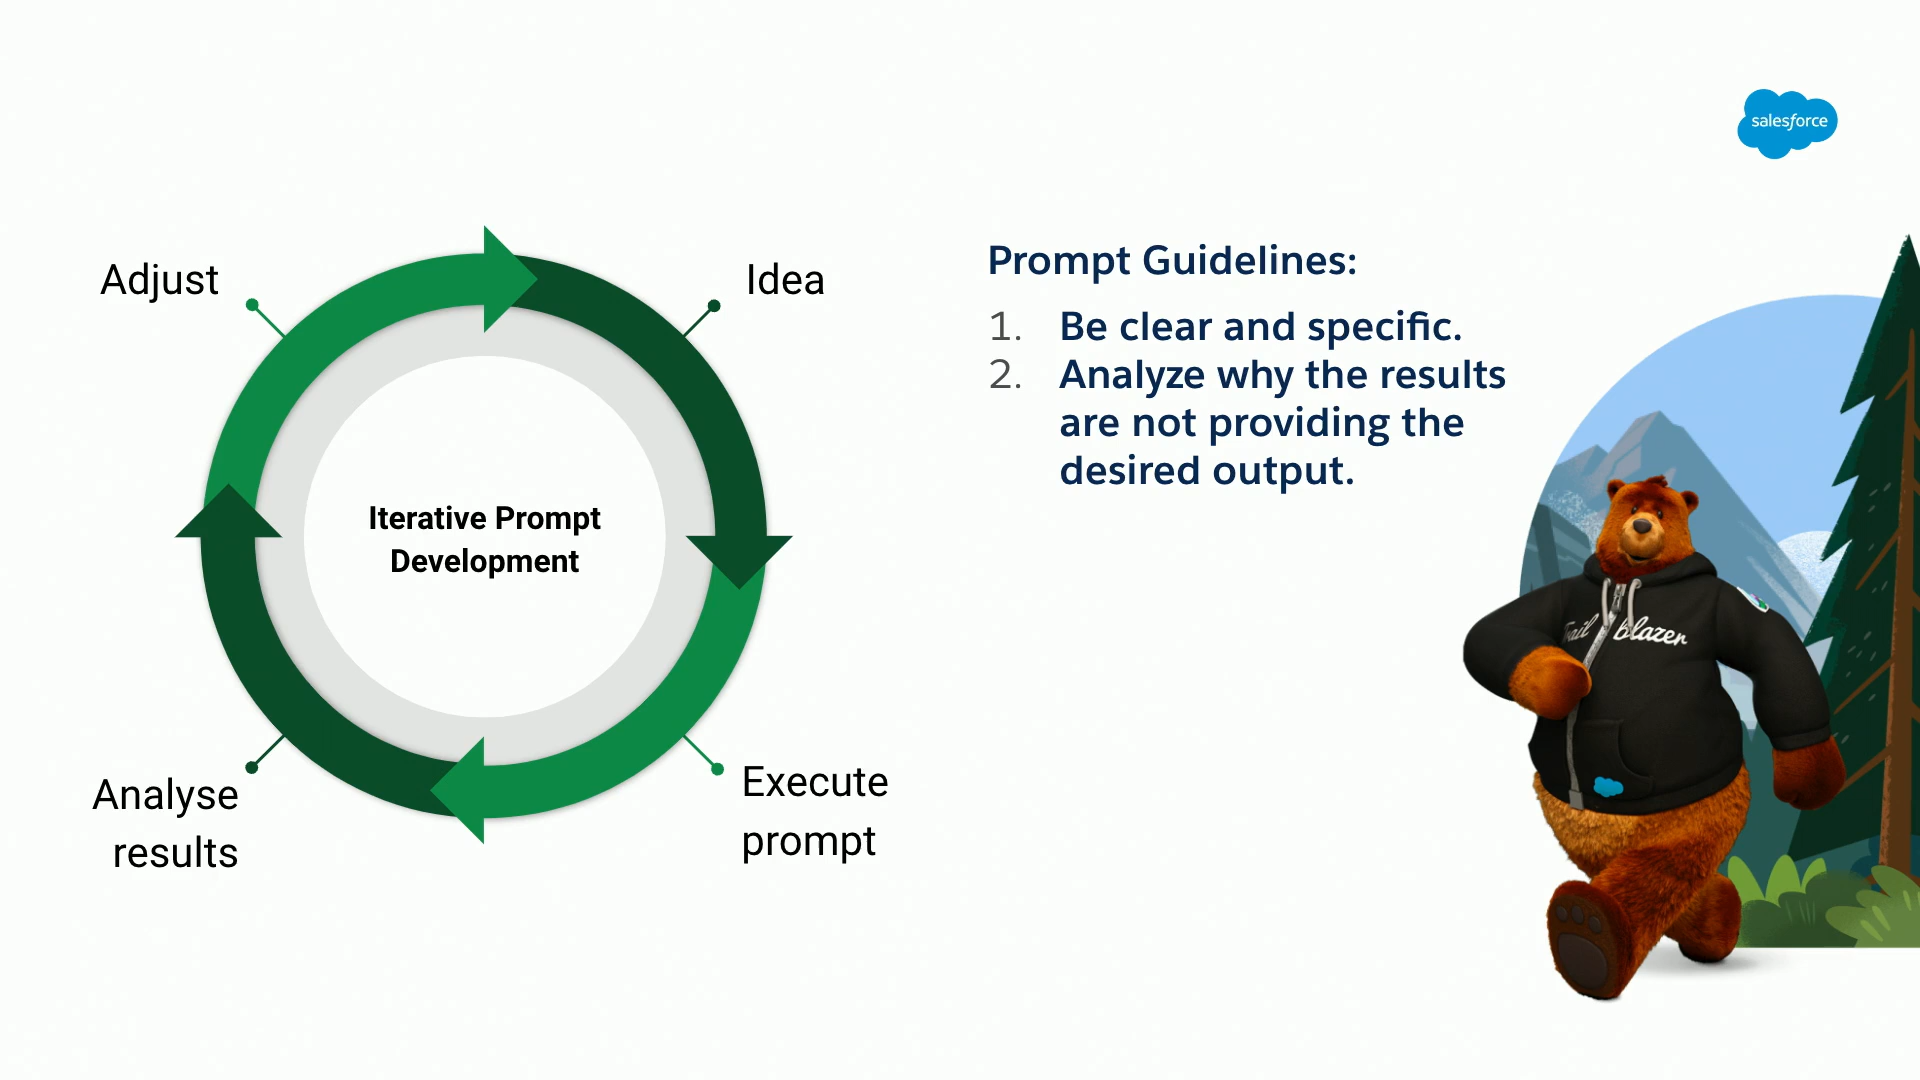 salesforce
Adjust
Idea
Iterative Prompt
Development
Analyse
results
Execute
prompt
Prompt Guidelines:
1. Be clear and specific.
2. Analyze why the results
are not providing the
desired output.
Trail blazer